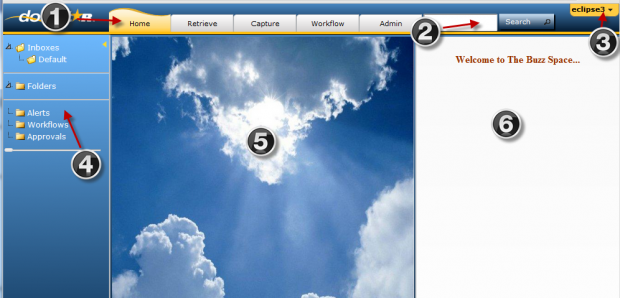 1
Home
Retrieve
Capture
Workflow
Admin
2
Search
eclipse3
3
Inboxes
Default
Folders
Alerts
Workflows
Approvals
4
5
Welcome to The Buzz Space...
6